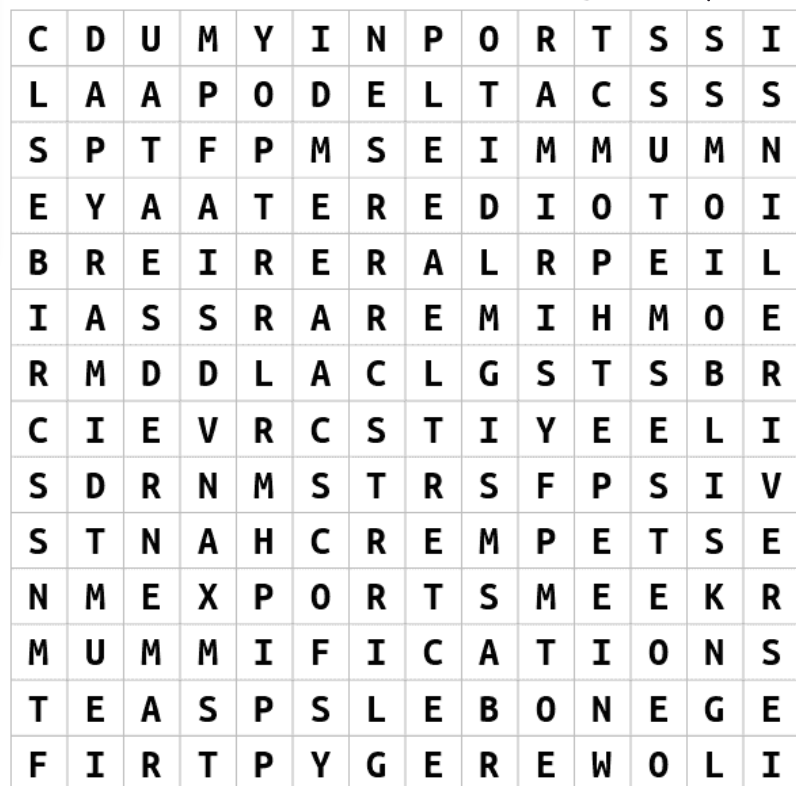 C D U M Y I N P O R T S S I
L A A P O D E L T A C S S S
S P T F P M S E I M M U M N
E Y A A T E R E D I O T O I
B R E I R E R A L R P E I L
I A S S R A R E M I H M O E
R M D D L A C L G S T S B R
C I E V R C S T I Y E E L I
S D R N M S T R S F P S I V
S T N A H C R E M P E T S E
N M E X P O R T S M E E K R
M U M M I F I C A T I O N S
T E A S P S L E B O N E G E
F I R T P Y G E R E W O L I